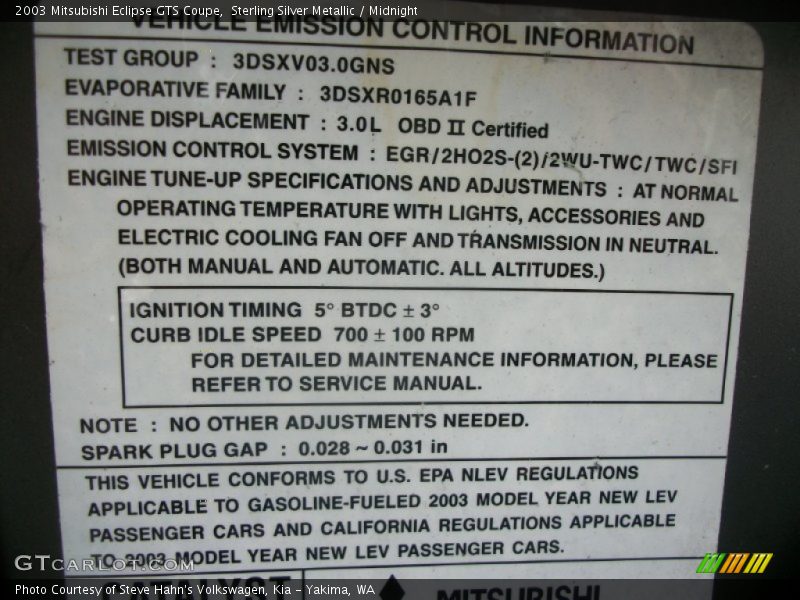 2003 Mitsubishi Eclipse GTS Coupe, Sterling Silver Metallic / Midnight
VEHICLE EMISSION CONTROL INFORMATION
TEST GROUP : 3DSXV03.0GNS
EVAPORATIVE FAMILY : 3DSXR0165A1F
ENGINE DISPLACEMENT : 3.0L OBD II Certified
EMISSION CONTROL SYSTEM : EGR/2HO2S-(2)/2WU-TWC/TWC/SFI
ENGINE TUNE-UP SPECIFICATIONS AND ADJUSTMENTS : AT NORMAL
OPERATING TEMPERATURE WITH LIGHTS, ACCESSORIES AND
ELECTRIC COOLING FAN OFF AND TRANSMISSION IN NEUTRAL.
(BOTH MANUAL AND AUTOMATIC. ALL ALTITUDES.)
IGNITION TIMING 5° BTDC ± 3°
CURB IDLE SPEED 700 ± 100 RPM
FOR DETAILED MAINTENANCE INFORMATION, PLEASE
REFER TO SERVICE MANUAL.
NOTE : NO OTHER ADJUSTMENTS NEEDED.
SPARK PLUG GAP : 0.028 ~ 0.031 in
THIS VEHICLE CONFORMS TO U.S. EPA NLEV REGULATIONS
APPLICABLE TO GASOLINE-FUELED 2003 MODEL YEAR NEW LEV
PASSENGER CARS AND CALIFORNIA REGULATIONS APPLICABLE
TO 2003 MODEL YEAR NEW LEV PASSENGER CARS.
GTcarlot.com
CATALYST MITSUBISHI
Photo Courtesy of Steve Hahn's Volkswagen, Kia - Yakima, WA